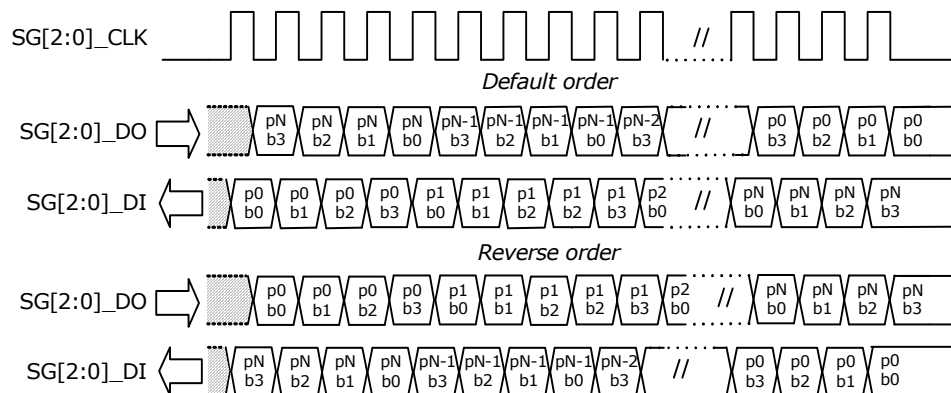 SG[2:0]_CLK //
Default order
SG[2:0]_DO pN b3 pN b2 pN b1 pN b0 pN-1 b3 pN-1 b2 pN-1 b1 pN-1 b0 pN-2 b3 // p0 b3 p0 b2 p0 b1 p0 b0
SG[2:0]_DI p0 b0 p0 b1 p0 b2 p0 b3 p1 b0 p1 b1 p1 b2 p1 b2 p1 b3 p2 b0 // pN b0 pN b1 pN b2 pN b3
Reverse order
SG[2:0]_DO p0 b0 p0 b1 p0 b2 p0 b3 p1 b0 p1 b1 p1 b2 p1 b2 p1 b3 p2 b0 // pN b0 pN b1 pN b2 pN b3
SG[2:0]_DI pN b3 pN b2 pN b1 pN b0 pN-1 b3 pN-1 b2 pN-1 b1 pN-1 b0 pN-2 b3 // p0 b3 p0 b2 p0 b1 p0 b0